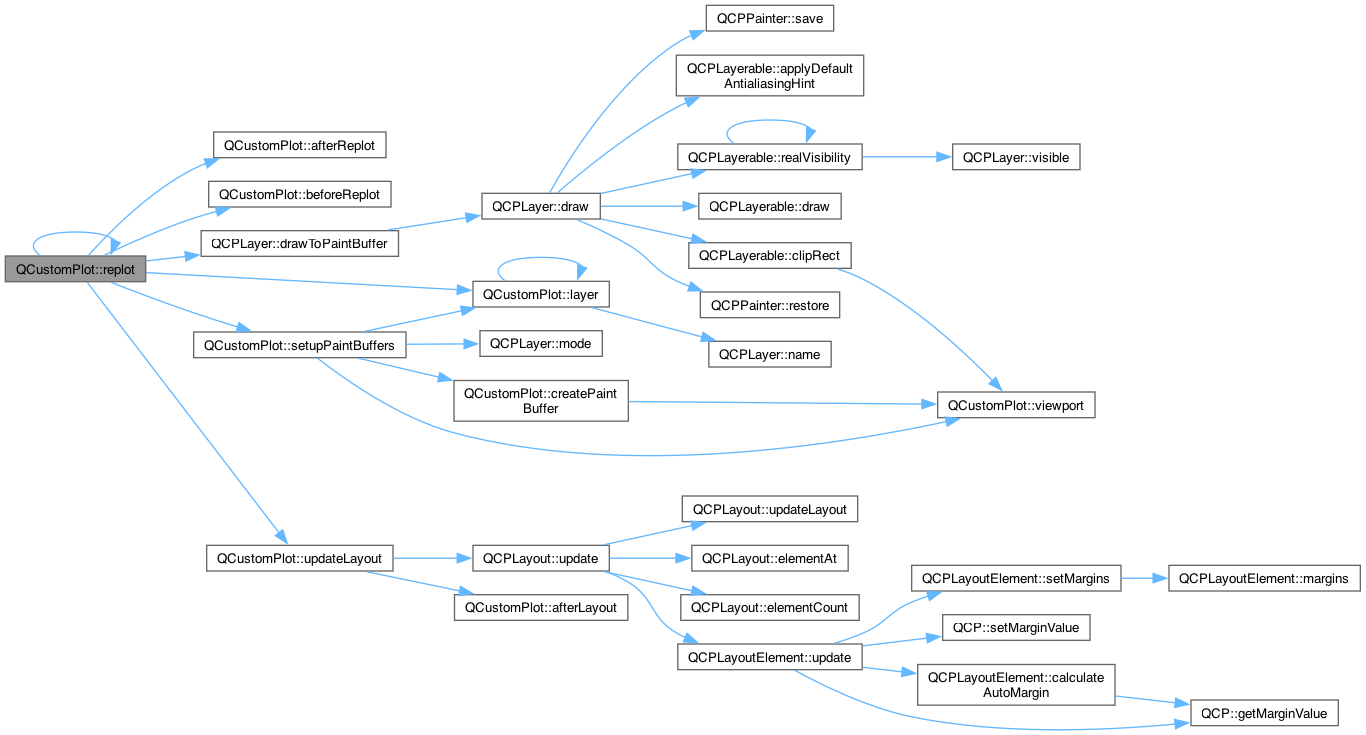 QCPPainter::save
QCPLayerable::applyDefault
AntialiasingHint
QCustomPlot::afterReplot
QCPLayerable::realVisibility
QCPLayer::visible
QCustomPlot::beforeReplot
QCPLayer::draw
QCPLayerable::draw
QCPLayer::drawToPaintBuffer
QCPLayerable::clipRect
QCustomPlot::replot
QCustomPlot::layer
QCPPainter::restore
QCustomPlot::setupPaintBuffers
QCPLayer::mode
QCPLayer::name
QCustomPlot::createPaint
Buffer
QCustomPlot::viewport
QCPLayout::updateLayout
QCustomPlot::updateLayout
QCPLayout::update
QCPLayout::elementAt
QCPLayoutElement::setMargins
QCPLayoutElement::margins
QCustomPlot::afterLayout
QCPLayout::elementCount
QCP::setMarginValue
QCPLayoutElement::update
QCPLayoutElement::calculate
AutoMargin
QCP::getMarginValue